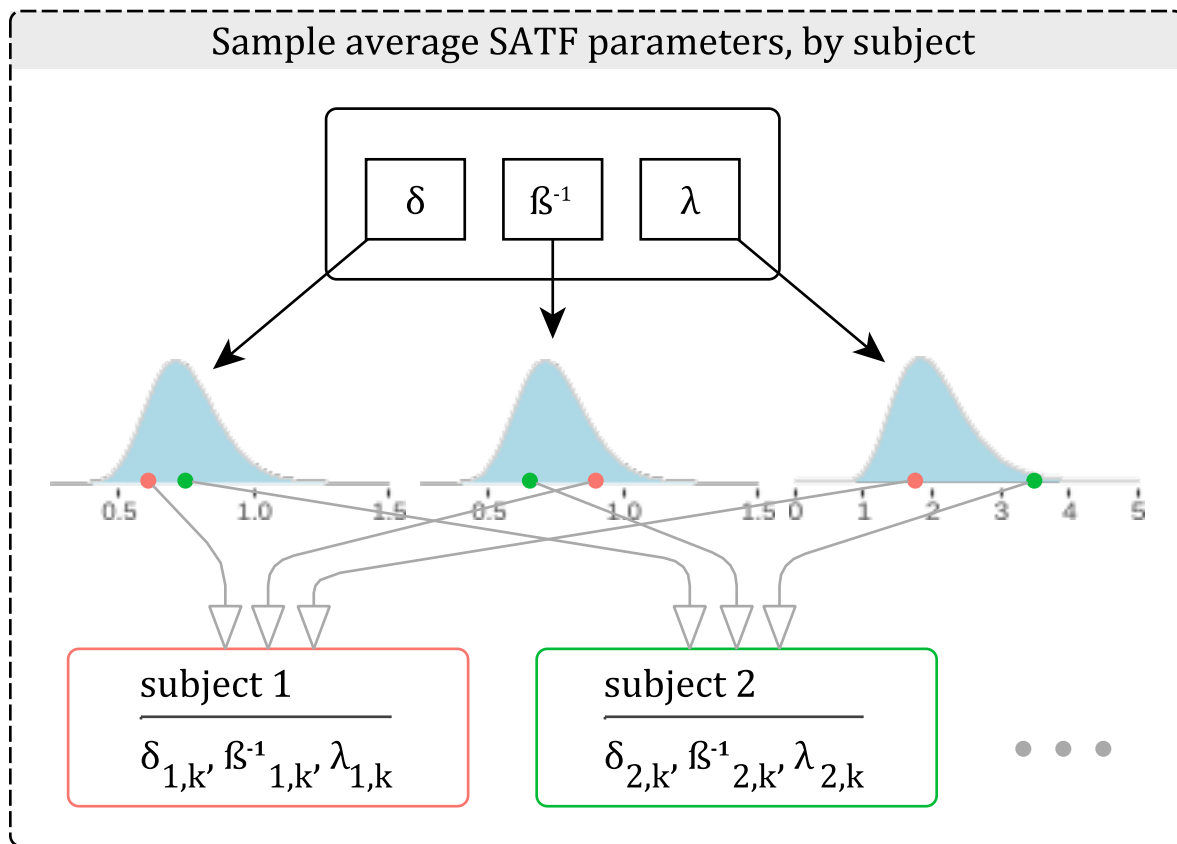 Sample average SATF parameters, by subject
δ ß⁻¹ λ
0.5 1.0 1.5 0.5 1.0 1.5 0 1 2 3 4 5
subject 1 subject 2
δ₁,k, ß⁻¹₁,k, λ₁,k δ₂,k, ß⁻¹₂,k, λ₂,k